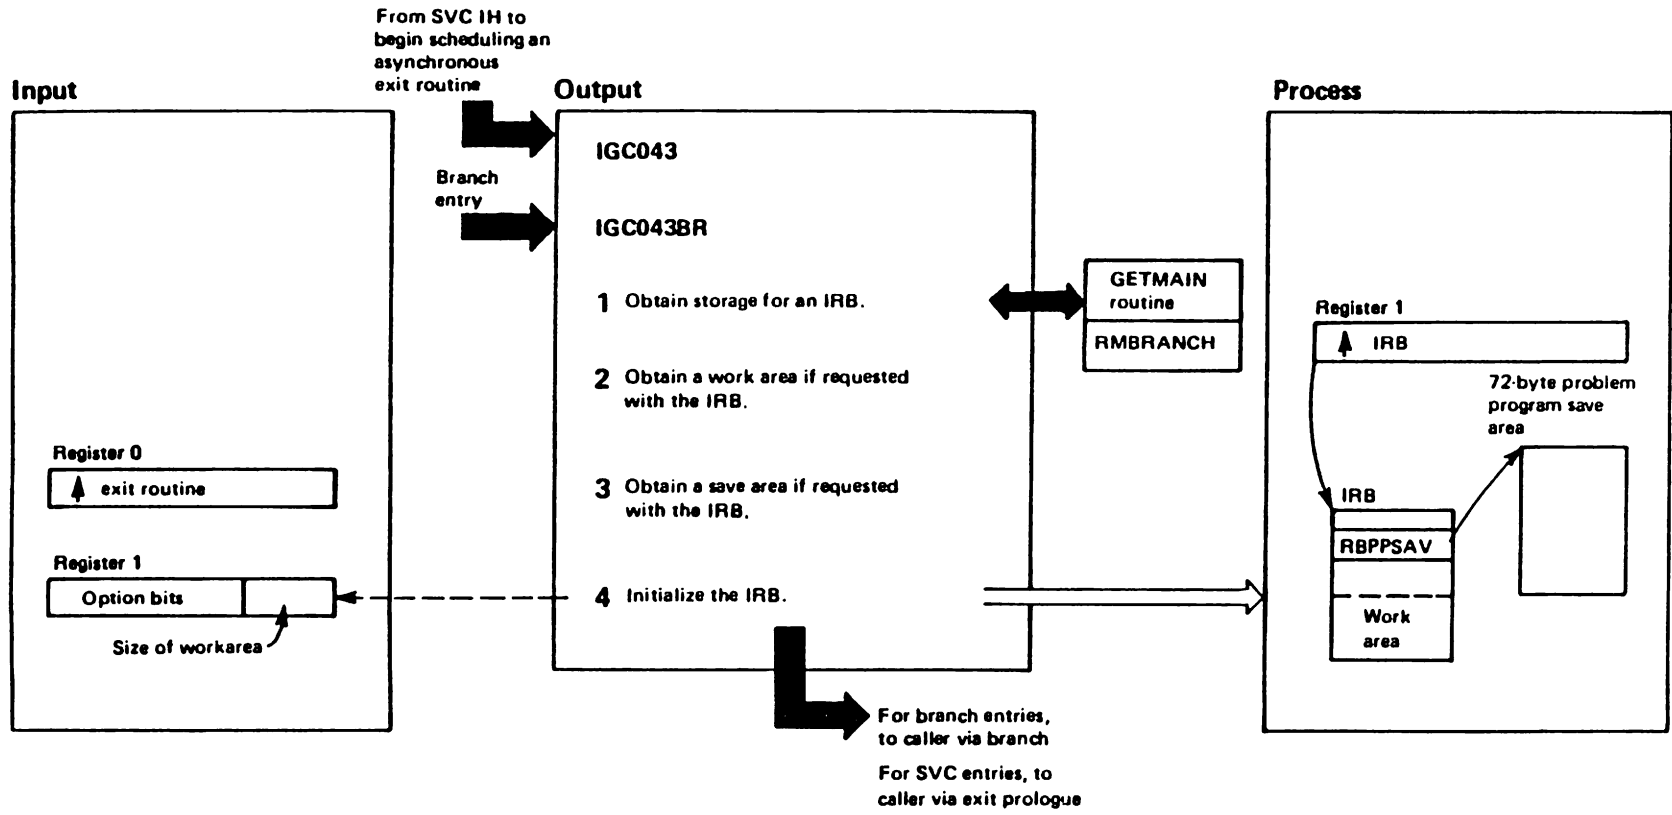 From SVC IH to
begin scheduling an
asynchronous
exit routine
Input
Output
Process
IGC043
Branch
entry
IGC043BR
1 Obtain storage for an IRB.
GETMAIN
routine
RMBRANCH
2 Obtain a work area if requested
with the IRB.
3 Obtain a save area if requested
with the IRB.
4 Initialize the IRB.
Register 0
exit routine
Register 1
Option bits
Size of workarea
Register 1
IRB
72-byte problem
program save
area
IRB
RBPPSAV
Work
area
For branch entries,
to caller via branch
For SVC entries, to
caller via exit prologue